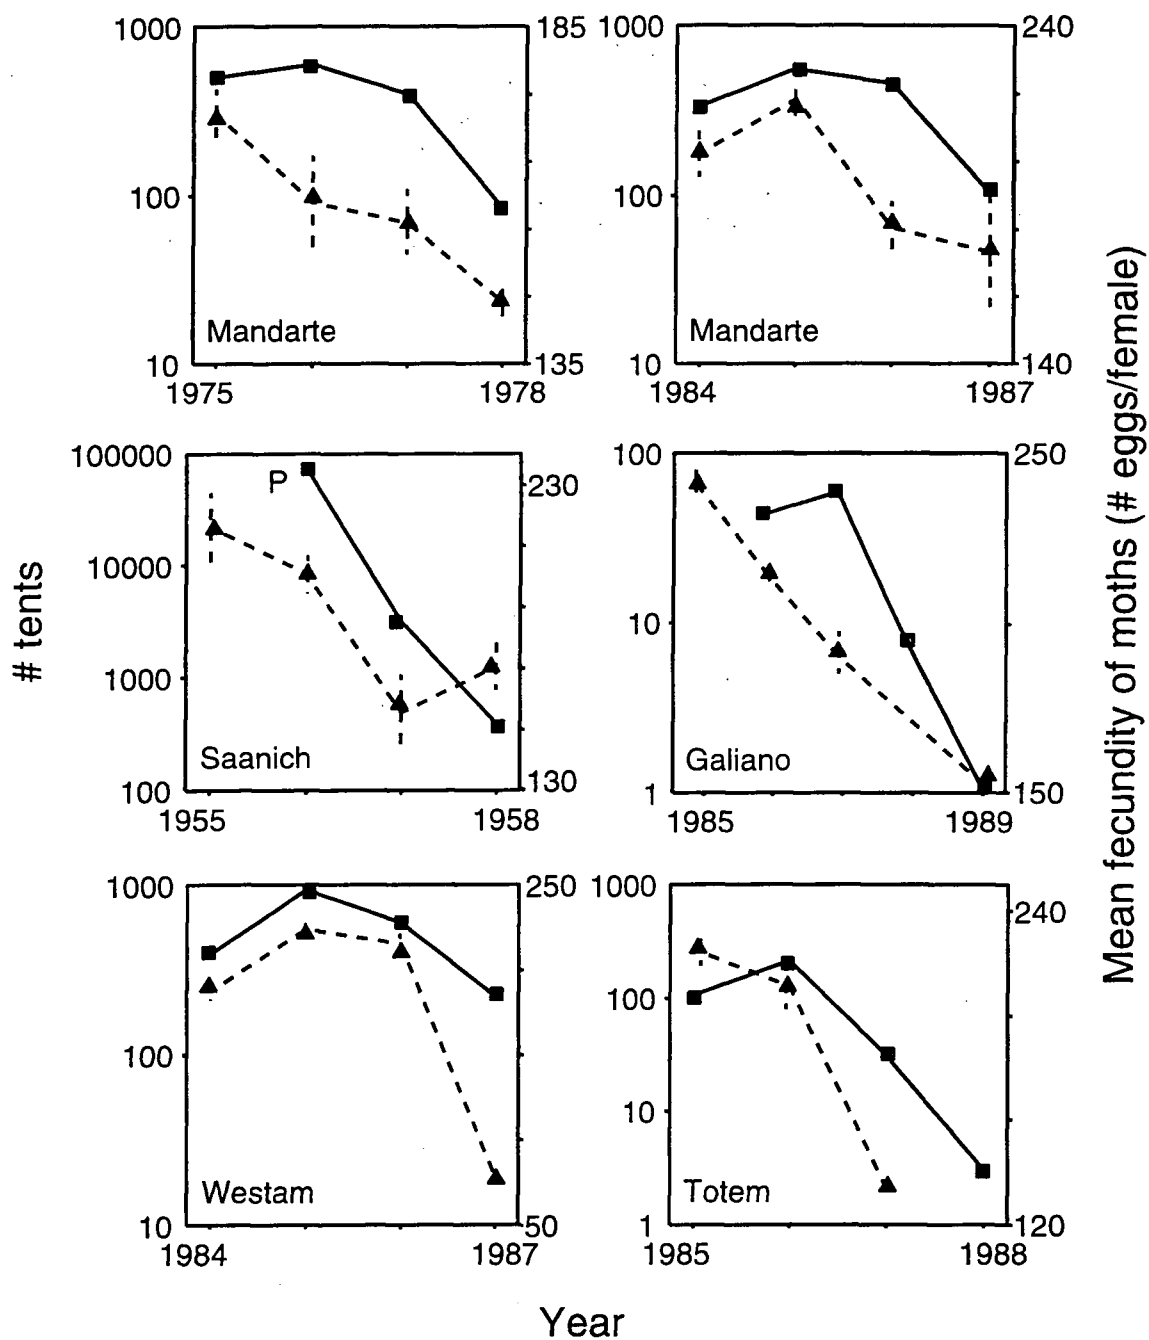 1000 185 1000 240
100 100
Mandarte Mandarte
10 135 10 140
1975 1978 1984 1987
100000 100 250
P 230
10000
10
1000
Saanich Galiano
100 130 1 150
1955 1958 1985 1989
# tents
Mean fecundity of moths (# eggs/female)
1000 250 1000
240
100 100
10
Westam Totem
10 50 1 120
1984 1987 1985 1988
Year